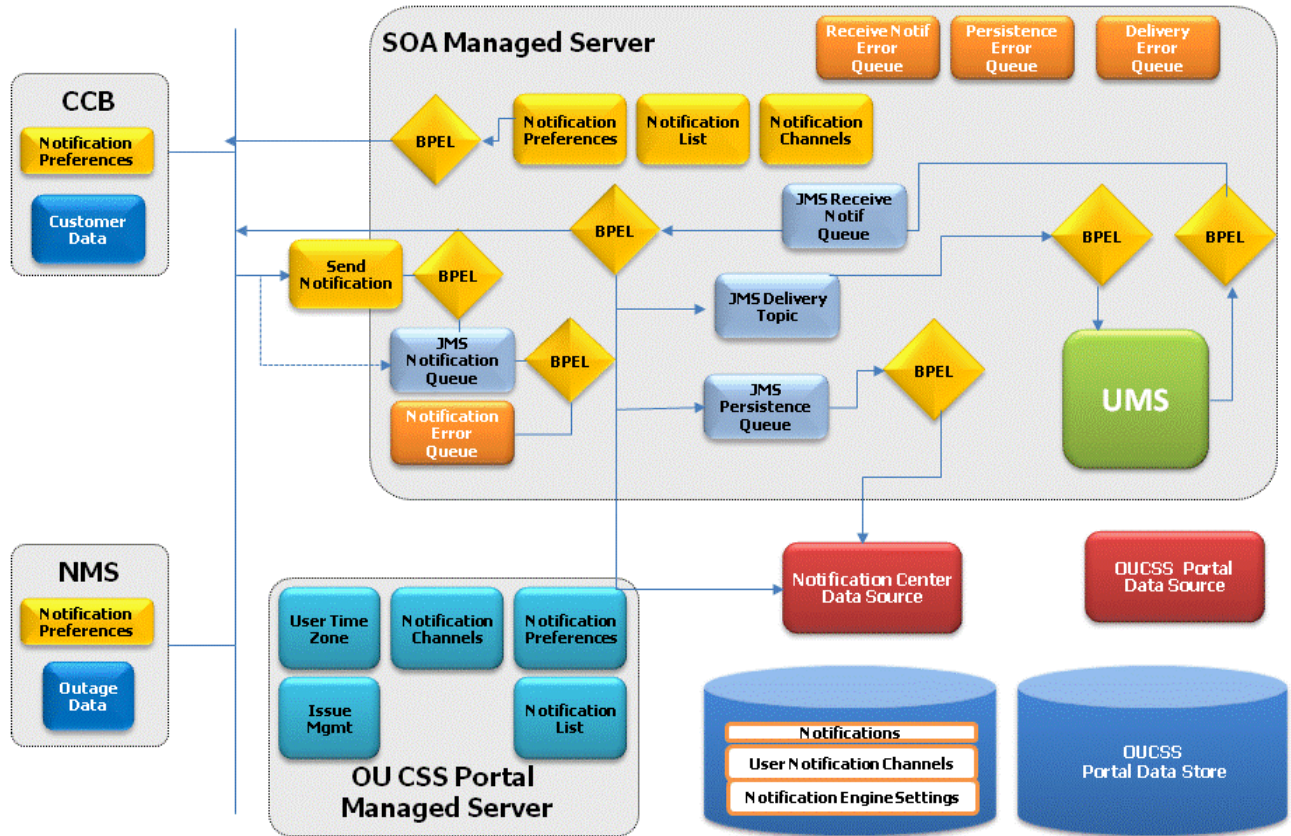 SOA Managed Server
Receive Notif
Error
Queue
Persistence
Error
Queue
Delivery
Error
Queue
CCB
Notification
Preferences
Customer
Data
BPEL
Notification
Preferences
Notification
List
Notification
Channels
BPEL
JMS Receive
Notif
Queue
BPEL
BPEL
Send
Notification
BPEL
JMS Delivery
Topic
JMS
Notification
Queue
BPEL
BPEL
JMS
Persistence
Queue
UMS
Notification
Error
Queue
NMS
Notification
Preferences
Outage
Data
Notification Center
Data Source
OUCSS Portal
Data Source
User Time
Zone
Notification
Channels
Notification
Preferences
Issue
Mgmt
Notification
List
OU CSS Portal
Managed Server
Notifications
User Notification Channels
Notification Engine Settings
OUCSS
Portal Data Store